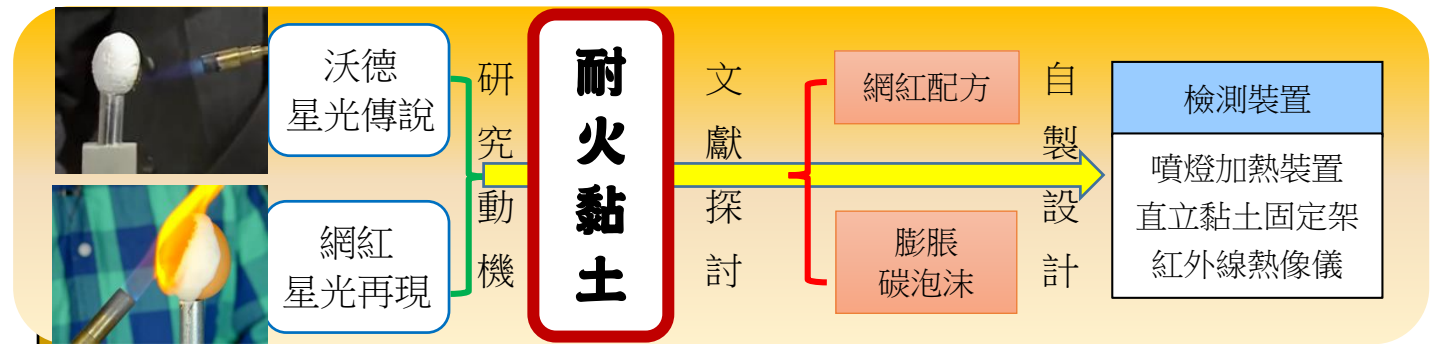 沃德
星光傳說
網紅
星光再現
研究動機
耐火黏土
文獻探討
網紅配方
膨脹
碳泡沫
自製設計
檢測裝置
噴燈加熱裝置
直立黏土固定架
紅外線熱像儀